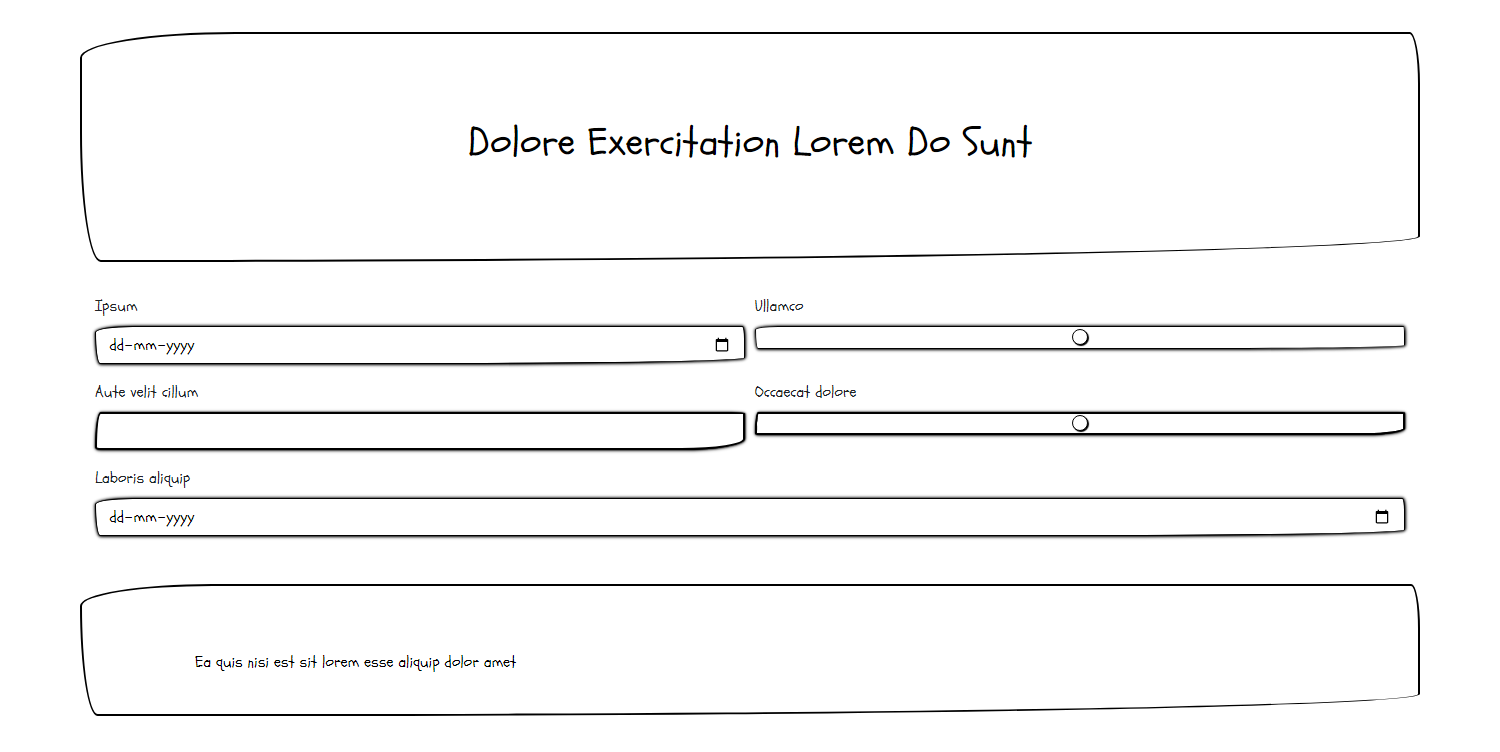 Dolore Exercitation Lorem Do Sunt
Ipsum
Ullamco
dd-mm-yyyy
Aute velit cillum
Occaecat dolore
Laboris aliquip
dd-mm-yyyy
Ea quis nisi est sit lorem esse aliquip dolor amet